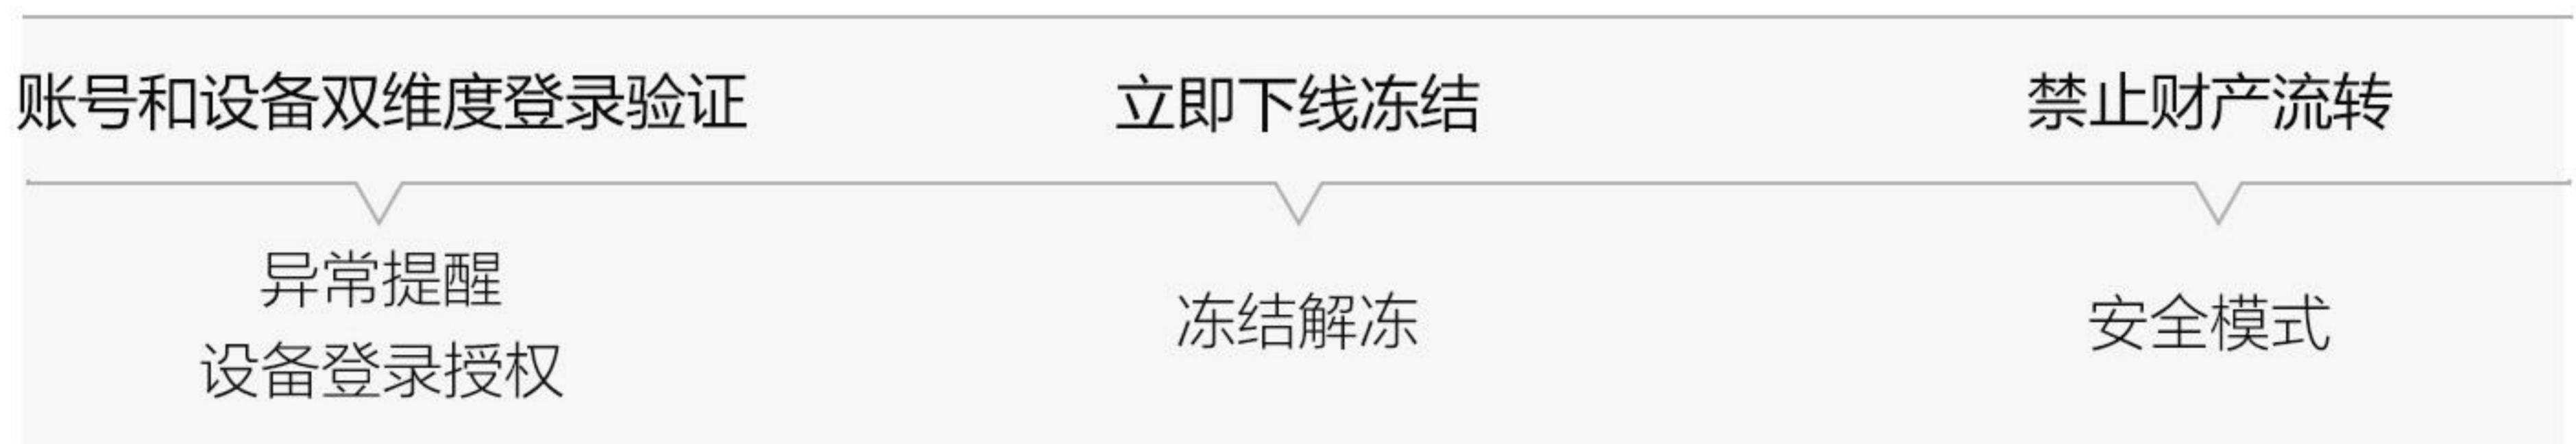 账号和设备双维度登录验证
立即下线冻结
禁止财产流转
异常提醒
设备登录授权
冻结解冻
安全模式